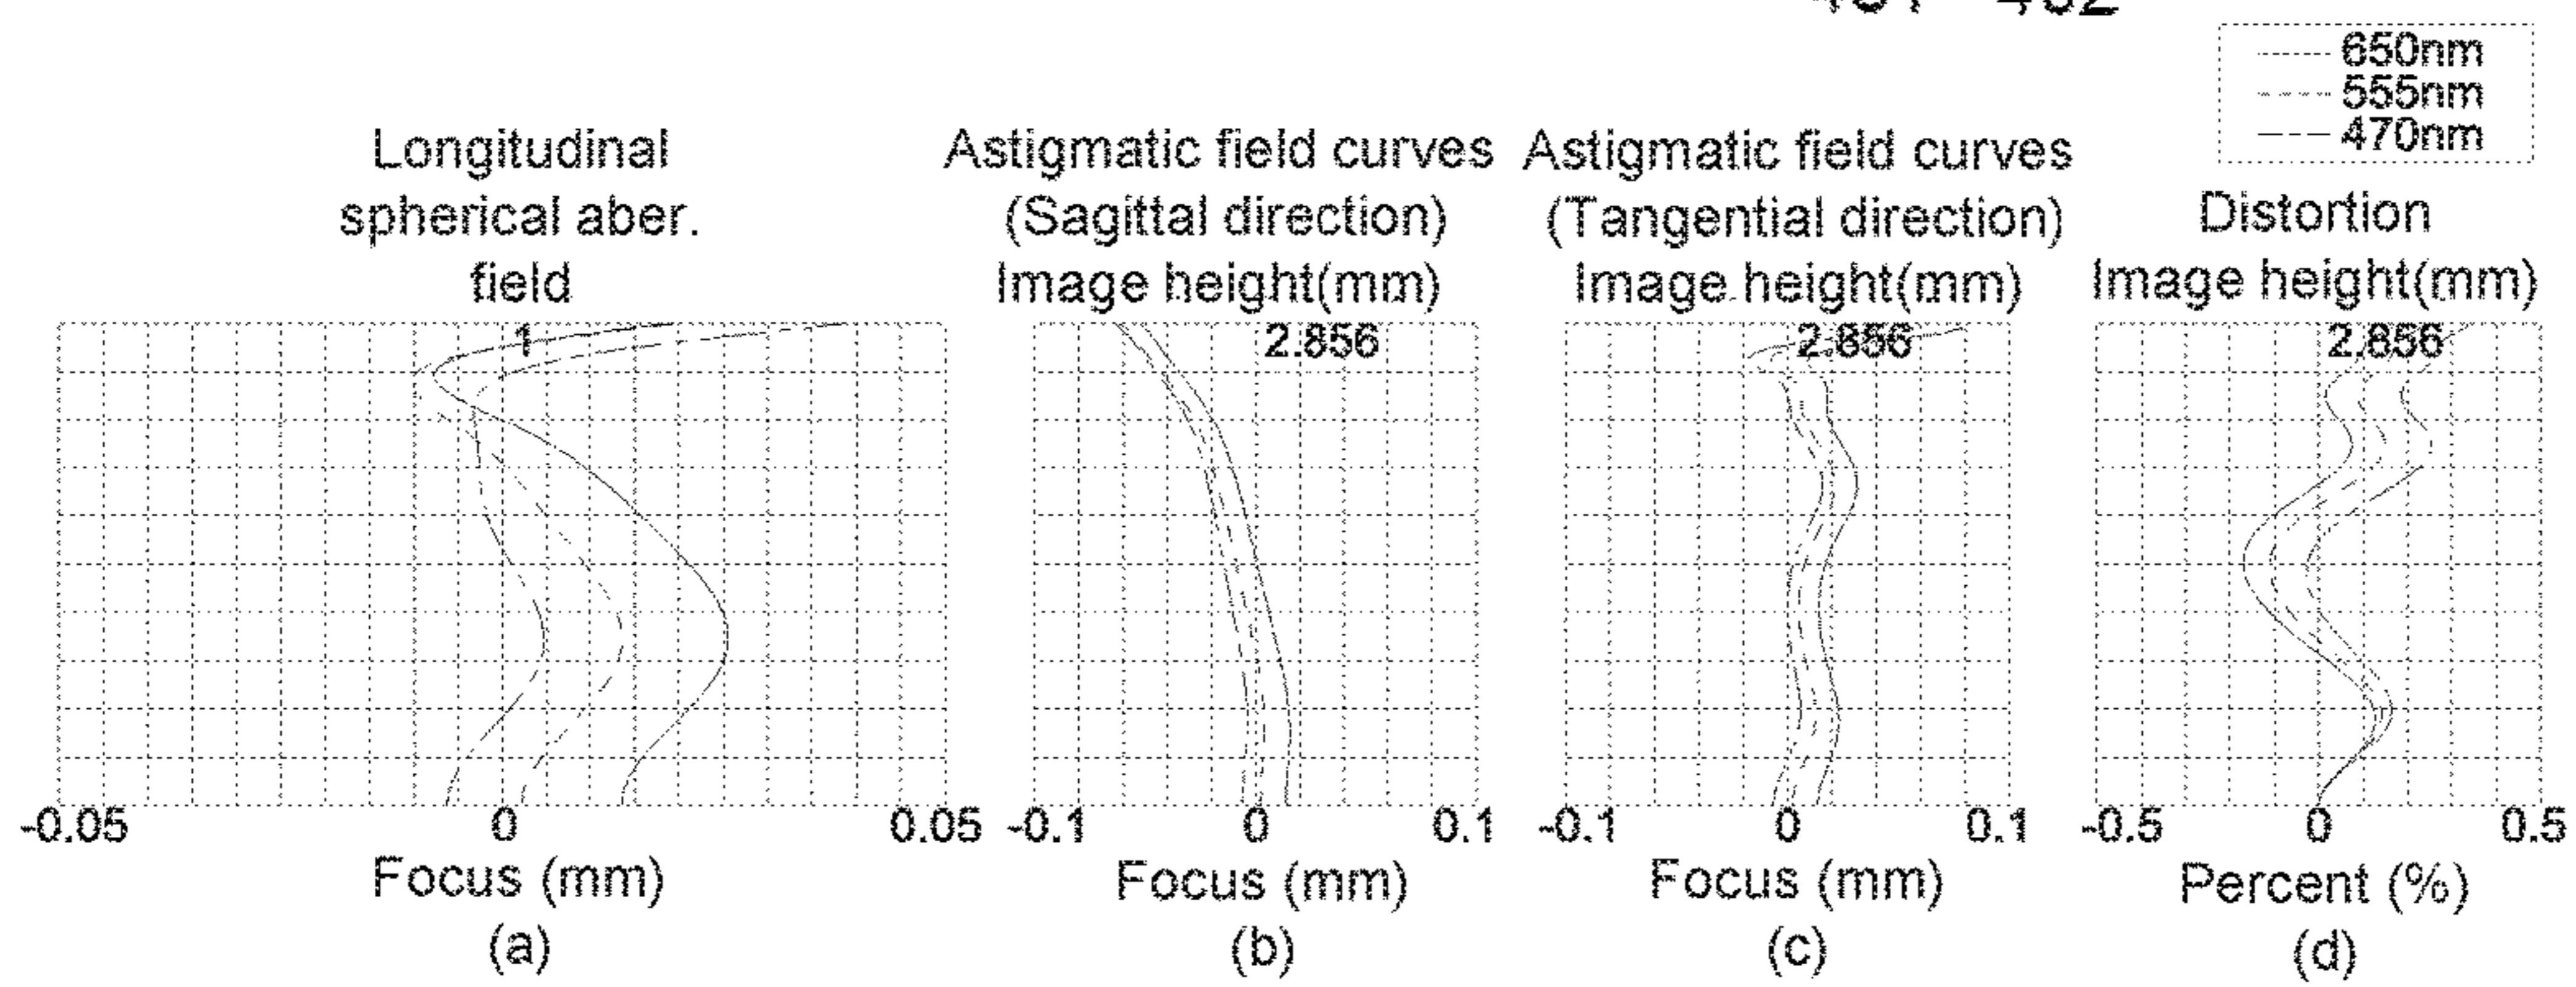 650nm
555nm
470nm
Longitudinal
spherical aber.
field
Astigmatic field curves
(Sagittal direction)
Image height(mm)
Astigmatic field curves
(Tangential direction)
Image height(mm)
Distortion
Image height(mm)
1
2.856
2.856
2.856
-0.05 0 0.05
-0.1 0 0.1
-0.1 0 0.1
-0.5 0 0.5
Focus (mm)
Focus (mm)
Focus (mm)
Percent (%)
(a)
(b)
(c)
(d)